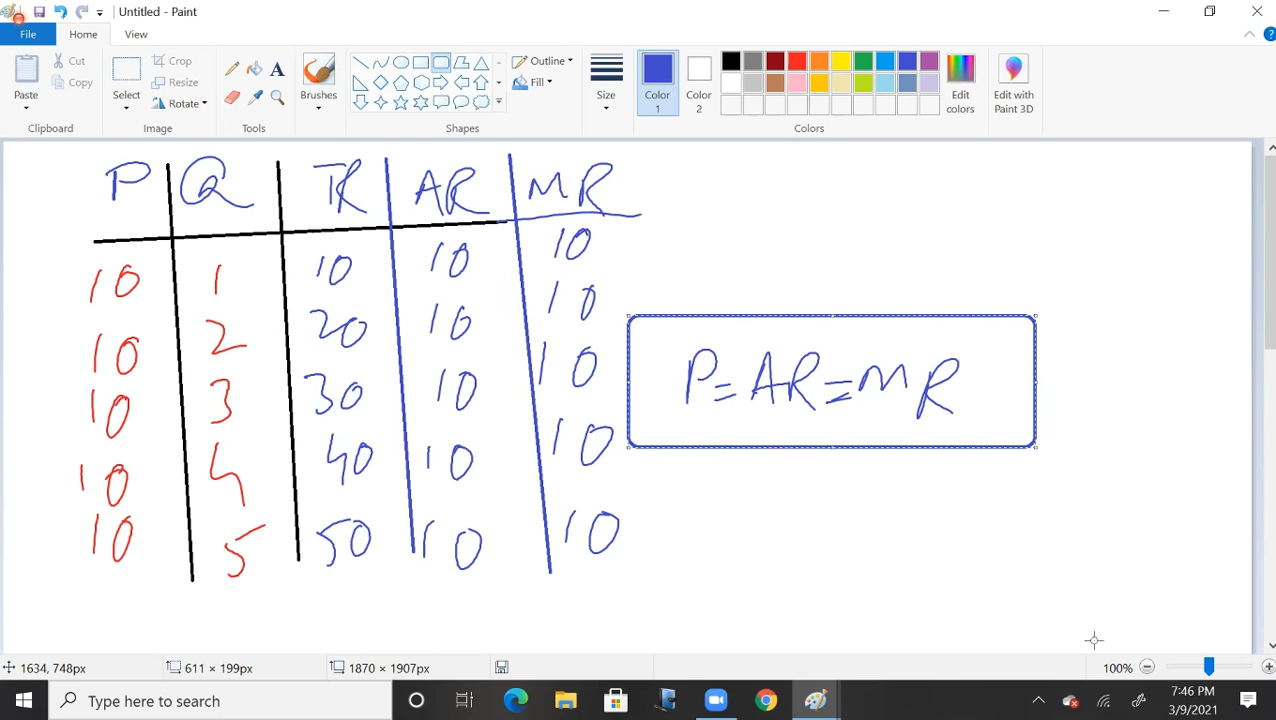 Untitled - Paint
File Home View
Paste
Cut
Copy
Clipboard
Select
Crop
Resize
Rotate
Image
A
Tools
Brushes
Outline
Fill
Shapes
Size
Color 1
Color 2
Edit colors
Edit with Paint 3D
Colors
P Q TR AR MR
10 1 10 10 10
10 2 20 10 10
10 3 30 10 10
10 4 40 10 10
10 5 50 10 10
P=AR=MR
1634, 748px 611 × 199px 1870 × 1907px 100%
Type here to search
7:46 PM
3/9/2021